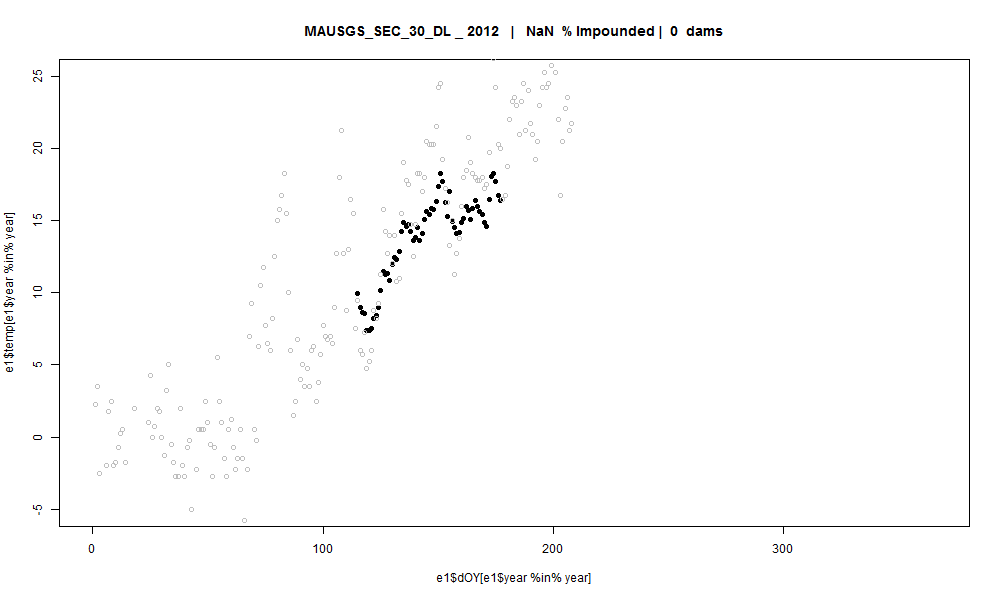 MAUSGS_SEC_30_DL _ 2012 | NaN % Impounded | 0 dams
25
20
15
10
5
0
-5
e1$temp[e1$year %in% year]
0 100 200 300
e1$dOY[e1$year %in% year]